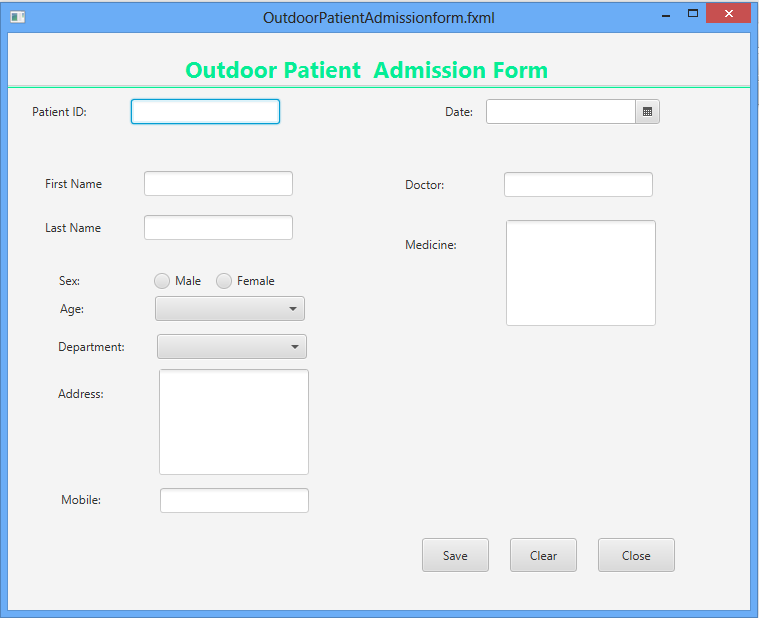 OutdoorPatientAdmissionform.fxml
Outdoor Patient  Admission Form
Patient ID:
Date:
First Name
Doctor:
Last Name
Medicine:
Sex:
Male
Female
Age:
Department:
Address:
Mobile:
Save
Clear
Close